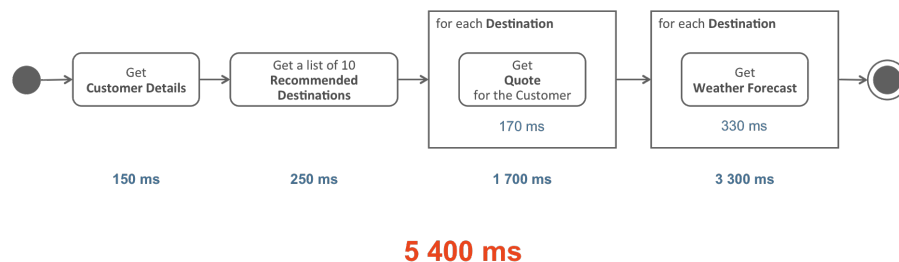 for each Destination
for each Destination
Get
Customer Details
Get a list of 10
Recommended
Destinations
Get
Quote
for the Customer
Get
Weather Forecast
170 ms
330 ms
150 ms
250 ms
1 700 ms
3 300 ms
5 400 ms